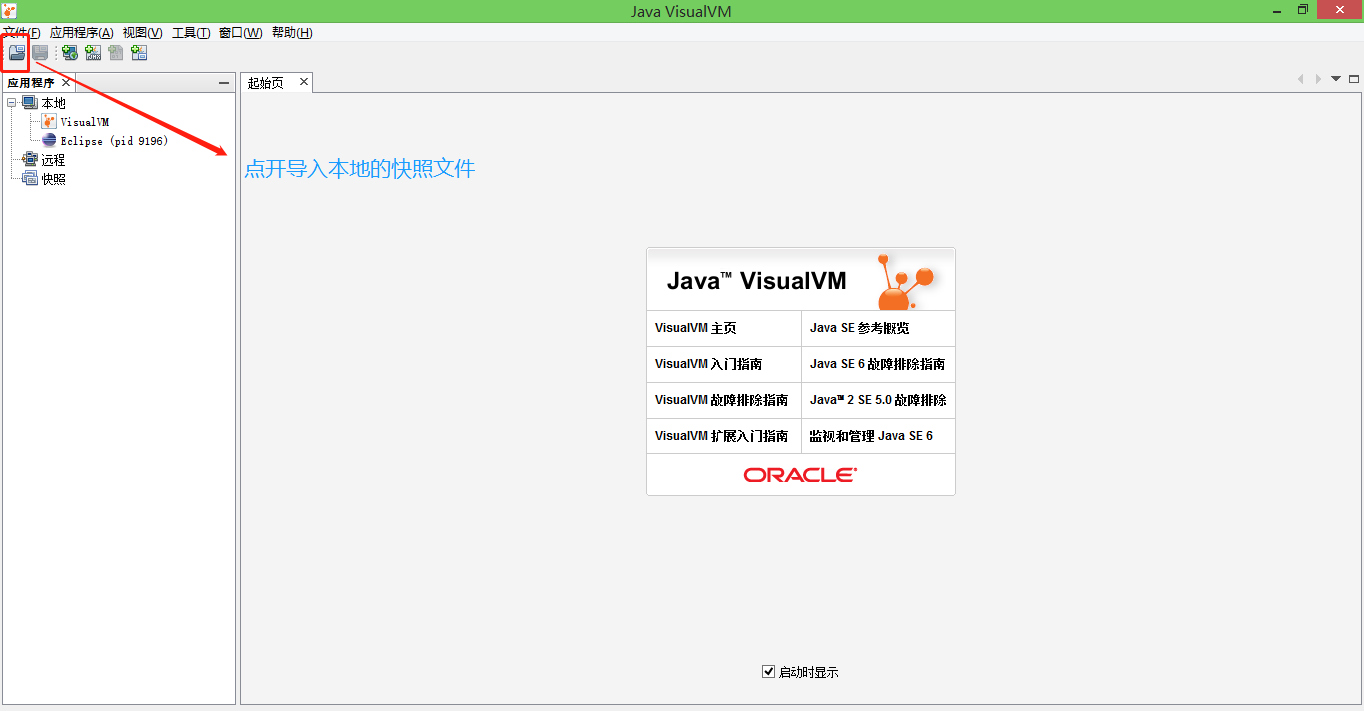 Java VisualVM
文件(F) 应用程序(A) 视图(V) 工具(T) 窗口(W) 帮助(H)
应用程序
起始页
本地
VisualVM
Eclipse (pid 9196)
远程
快照
点开导入本地的快照文件
Java™ VisualVM
VisualVM 主页
Java SE 参考概览
VisualVM 入门指南
Java SE 6 故障排除指南
VisualVM 故障排除指南
Java™ 2 SE 5.0 故障排除
VisualVM 扩展入门指南
监视和管理 Java SE 6
ORACLE
启动时显示